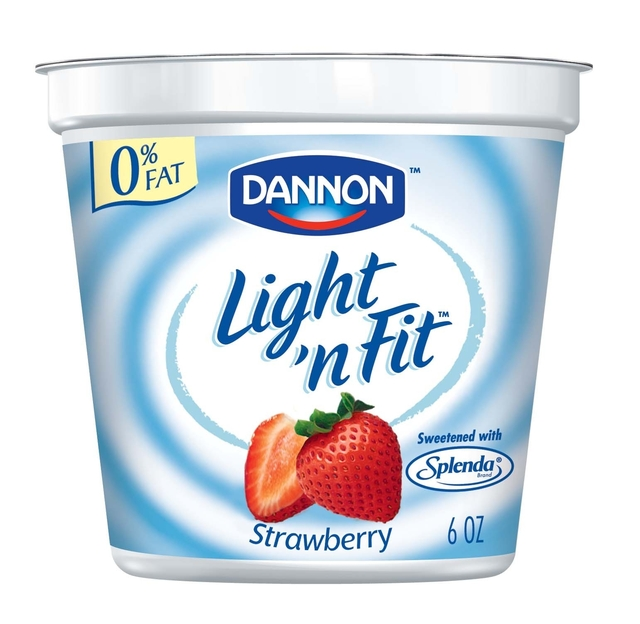 0% FAT
DANNON™
Light
'n Fit™
Sweetened with
Splenda®
Brand
Strawberry
6 OZ